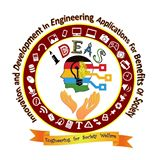 Innovation and Development in Engineering Applications For Benefits Of Society
iDEAS
Engineering for Society Welfare